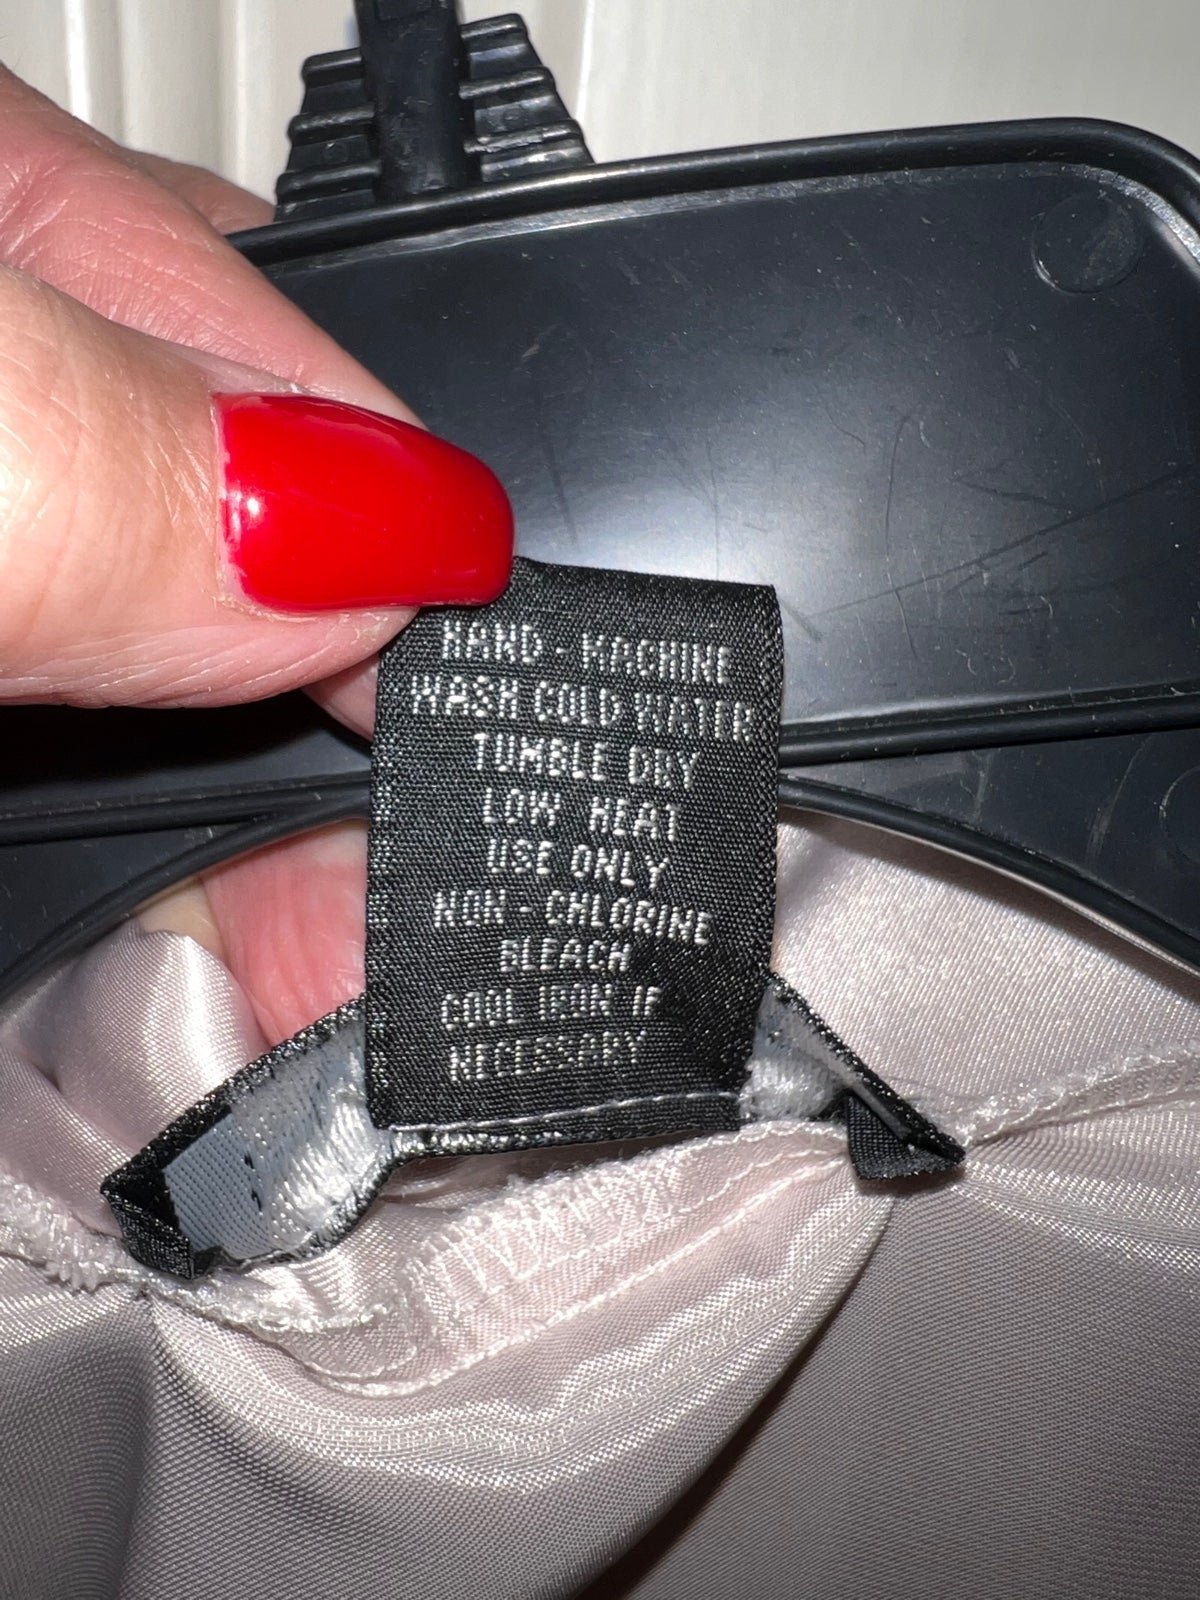 HAND - MACHINE
WASH COLD WATER
TUMBLE DRY
LOW HEAT
USE ONLY
NON - CHLORINE
BLEACH
COOL IRON IF
NECESSARY